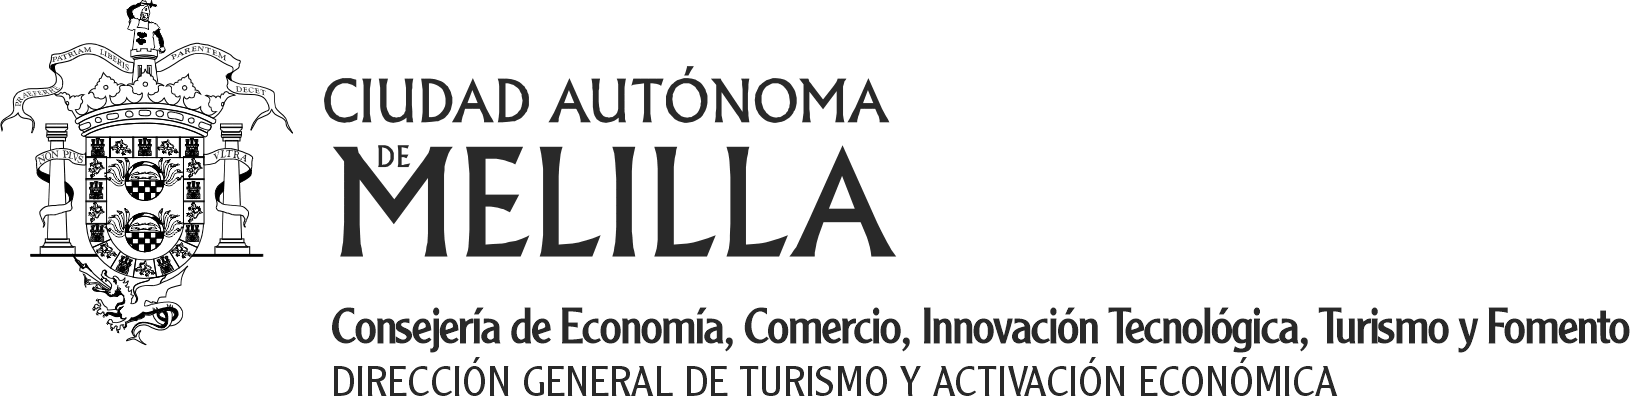 PRAEFERRE PATRIAM LIBERIS PARENTEM DECET
NON PLVS VLTRA
CIUDAD AUTÓNOMA
DE
MELILLA
Consejería de Economía, Comercio, Innovación Tecnológica, Turismo y Fomento
DIRECCIÓN GENERAL DE TURISMO Y ACTIVACIÓN ECONÓMICA